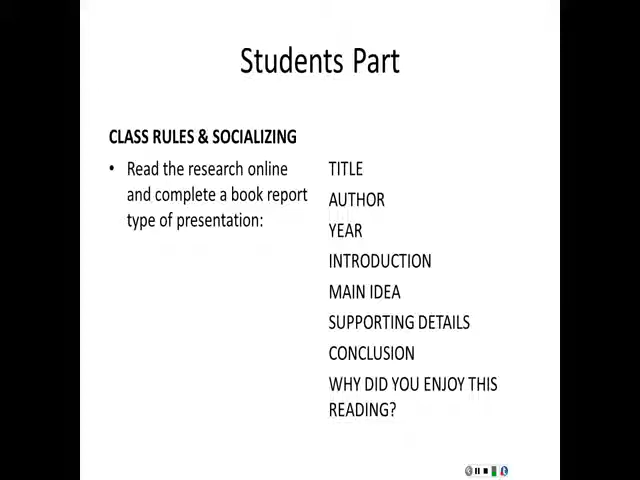 Students Part
CLASS RULES & SOCIALIZING
• Read the research online
and complete a book report
type of presentation:
TITLE
AUTHOR
YEAR
INTRODUCTION
MAIN IDEA
SUPPORTING DETAILS
CONCLUSION
WHY DID YOU ENJOY THIS
READING?